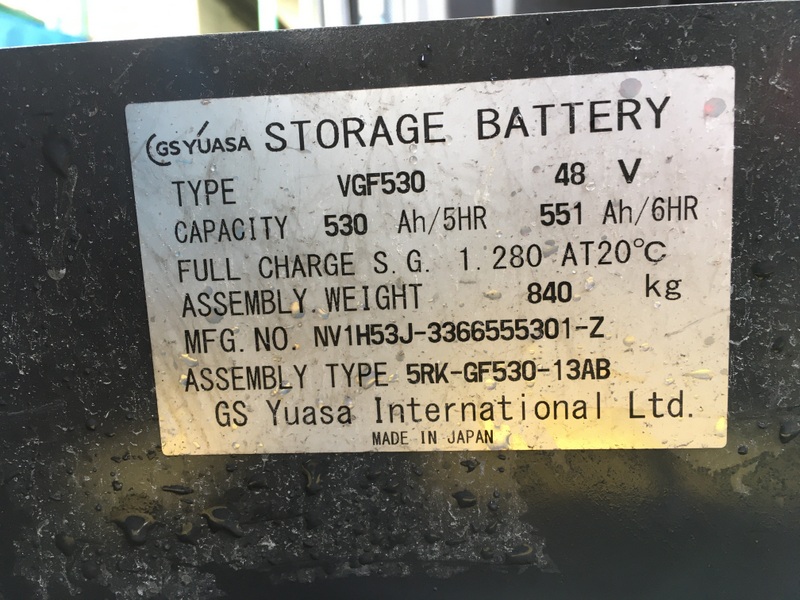 GS YUASA STORAGE BATTERY
TYPE VGF530 48 V
CAPACITY 530 Ah/5HR 551 Ah/6HR
FULL CHARGE S.G. 1.280 AT20℃
ASSEMBLY.WEIGHT 840 kg
MFG.NO. NV1H53J-3366555301-Z
ASSEMBLY TYPE 5RK-GF530-13AB
GS Yuasa International Ltd.
MADE IN JAPAN